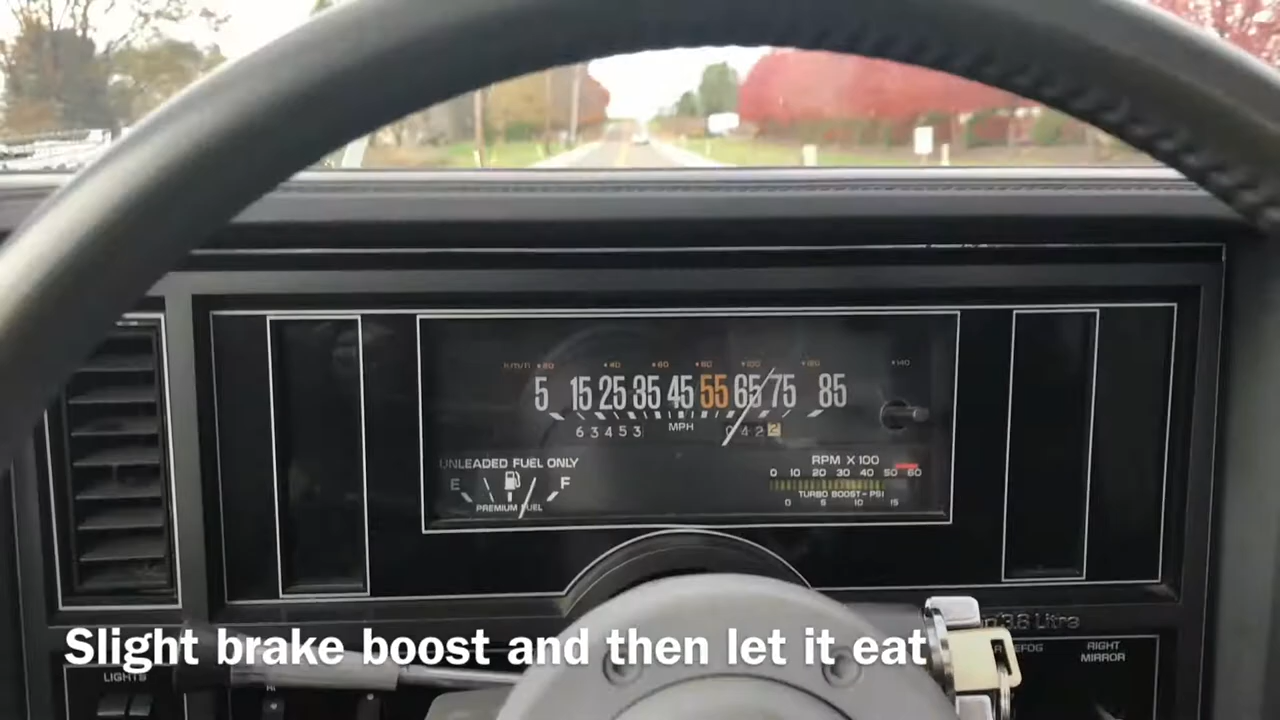 km/h 20 40 60 80 100 120 140
5 15 25 35 45 55 65 75 85
MPH
63453 0422
UNLEADED FUEL ONLY
E F
PREMIUM FUEL
RPM X100
0 10 20 30 40 50 60
TURBO BOOST-PSI
0 5 10 15
3.8 Litre
Slight brake boost and then let it eat
LIGHTS
HI
RIGHT
MIRROR